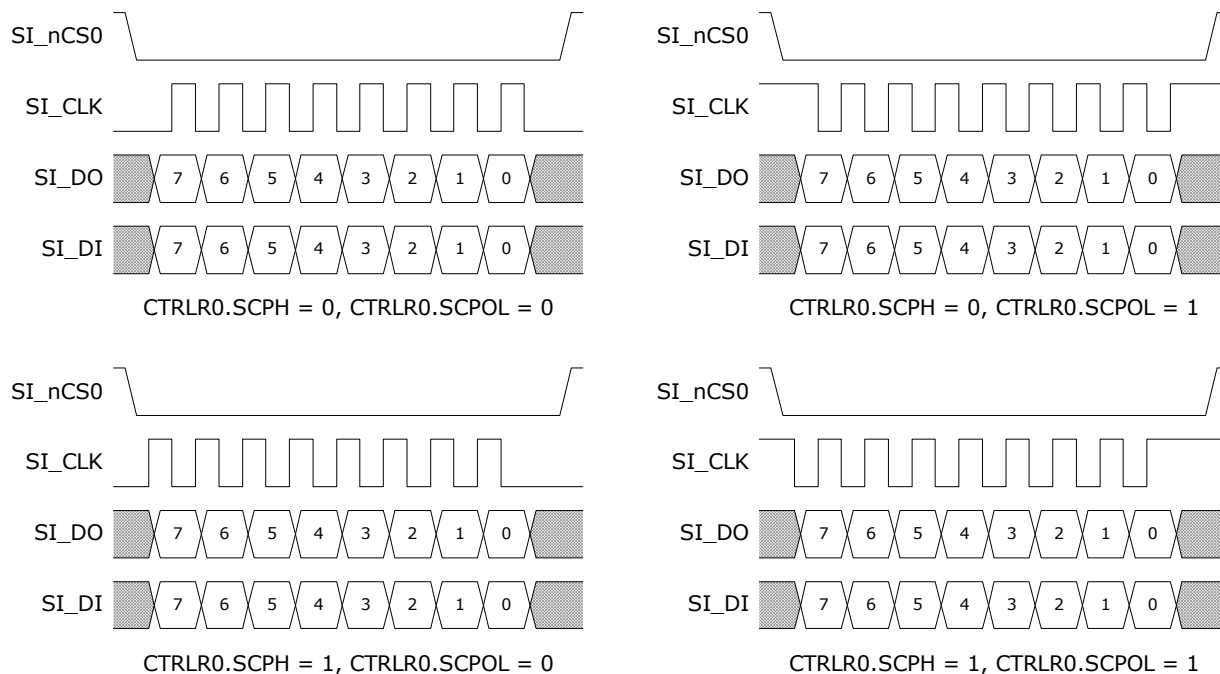 SI_nCS0
SI_CLK
SI_DO 7 6 5 4 3 2 1 0
SI_DI 7 6 5 4 3 2 1 0
CTRLR0.SCPH = 0, CTRLR0.SCPOL = 0
SI_nCS0
SI_CLK
SI_DO 7 6 5 4 3 2 1 0
SI_DI 7 6 5 4 3 2 1 0
CTRLR0.SCPH = 0, CTRLR0.SCPOL = 1
SI_nCS0
SI_CLK
SI_DO 7 6 5 4 3 2 1 0
SI_DI 7 6 5 4 3 2 1 0
CTRLR0.SCPH = 1, CTRLR0.SCPOL = 0
SI_nCS0
SI_CLK
SI_DO 7 6 5 4 3 2 1 0
SI_DI 7 6 5 4 3 2 1 0
CTRLR0.SCPH = 1, CTRLR0.SCPOL = 1